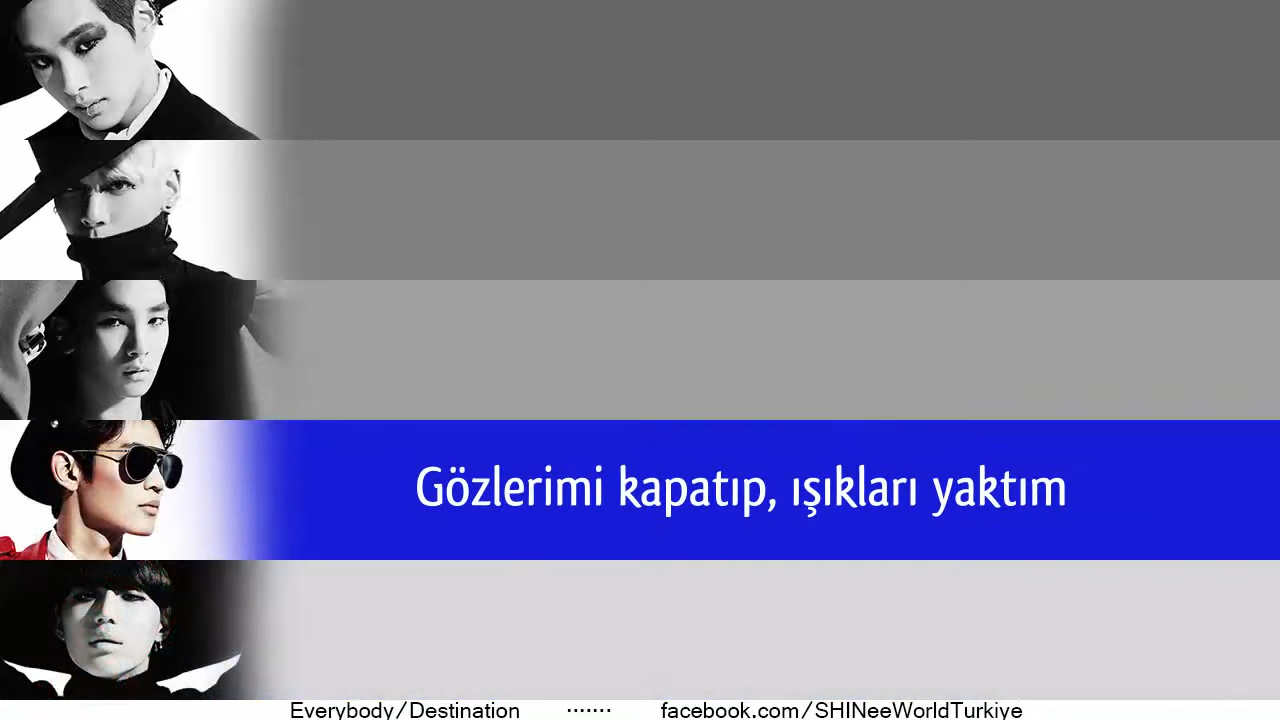 Gözlerimi kapatıp, ışıkları yaktım
Everybody/Destination ······· facebook.com/SHINeeWorldTurkiye